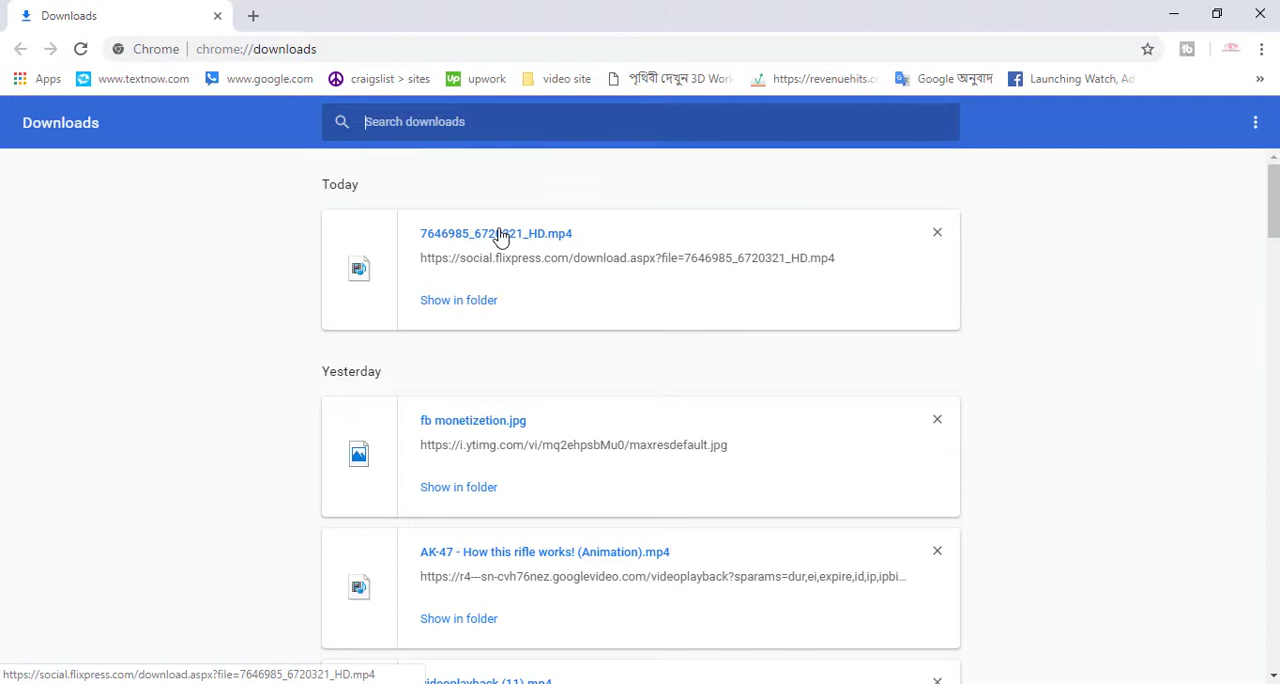 Downloads
Chrome chrome://downloads
Apps www.textnow.com www.google.com craigslist > sites up upwork video site পৃথিবী দেখুন 3D Worl https://revenuehits.c Google অনুবাদ Launching Watch, Ad »
Downloads
Search downloads
Today
7646985_6720321_HD.mp4
https://social.flixpress.com/download.aspx?file=7646985_6720321_HD.mp4
Show in folder
Yesterday
fb monetizetion.jpg
https://i.ytimg.com/vi/mq2ehpsbMu0/maxresdefault.jpg
Show in folder
AK-47 - How this rifle works! (Animation).mp4
https://r4---sn-cvh76nez.googlevideo.com/videoplayback?sparams=dur,ei,expire,id,ip,ipbi...
Show in folder
videoplayback (11).mp4
https://social.flixpress.com/download.aspx?file=7646985_6720321_HD.mp4